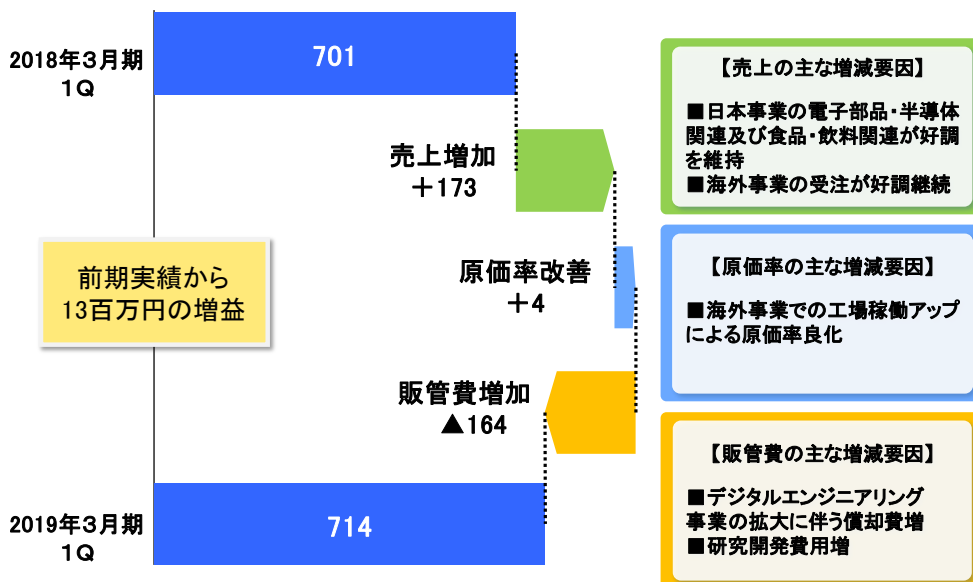 2018年３月期
１Ｑ
701
売上増加
＋173
前期実績から
13百万円の増益
原価率改善
＋4
販管費増加
▲164
2019年３月期
１Ｑ
714
【売上の主な増減要因】
■日本事業の電子部品・半導体
関連及び食品・飲料関連が好調
を維持
■海外事業の受注が好調継続
【原価率の主な増減要因】
■海外事業での工場稼働アップ
による原価率良化
【販管費の主な増減要因】
■デジタルエンジニアリング
事業の拡大に伴う償却費増
■研究開発費用増